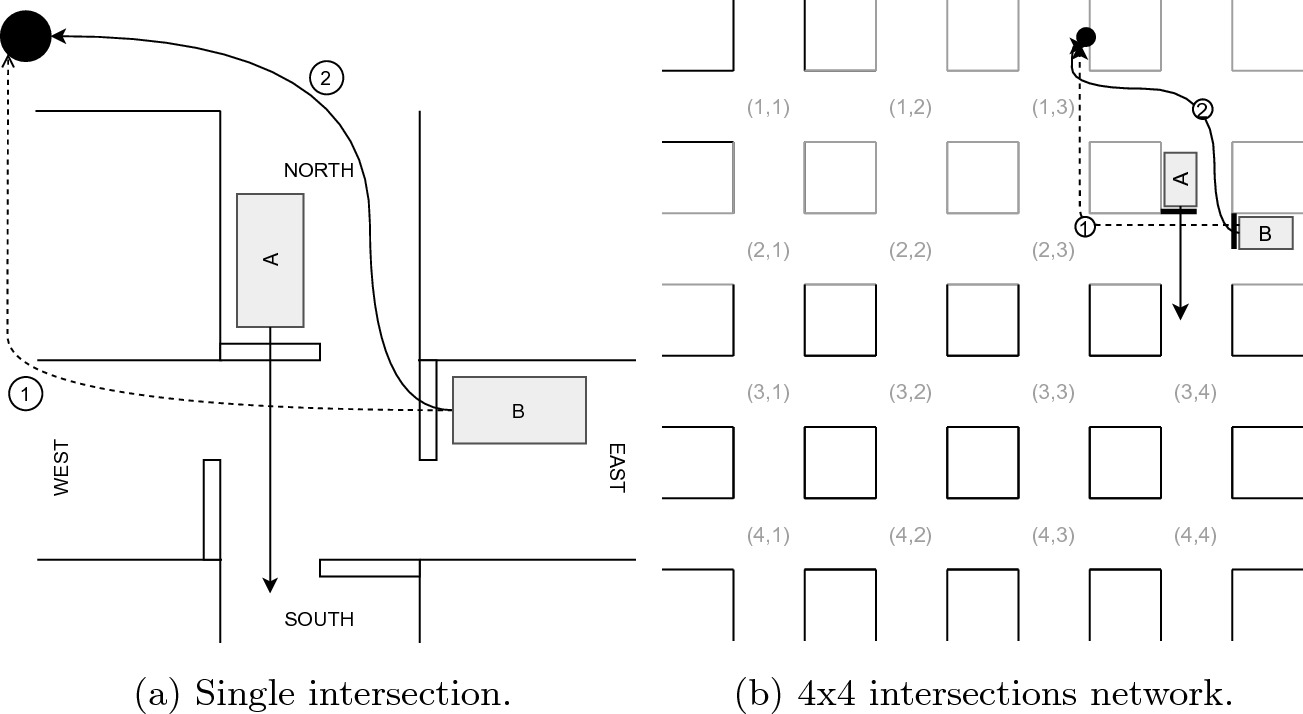 2
NORTH
A
1
B
WEST
EAST
SOUTH
(a) Single intersection.
(1,1) (1,2) (1,3)
2
A
1
B
(2,1) (2,2) (2,3)
(3,1) (3,2) (3,3) (3,4)
(4,1) (4,2) (4,3) (4,4)
(b) 4x4 intersections network.